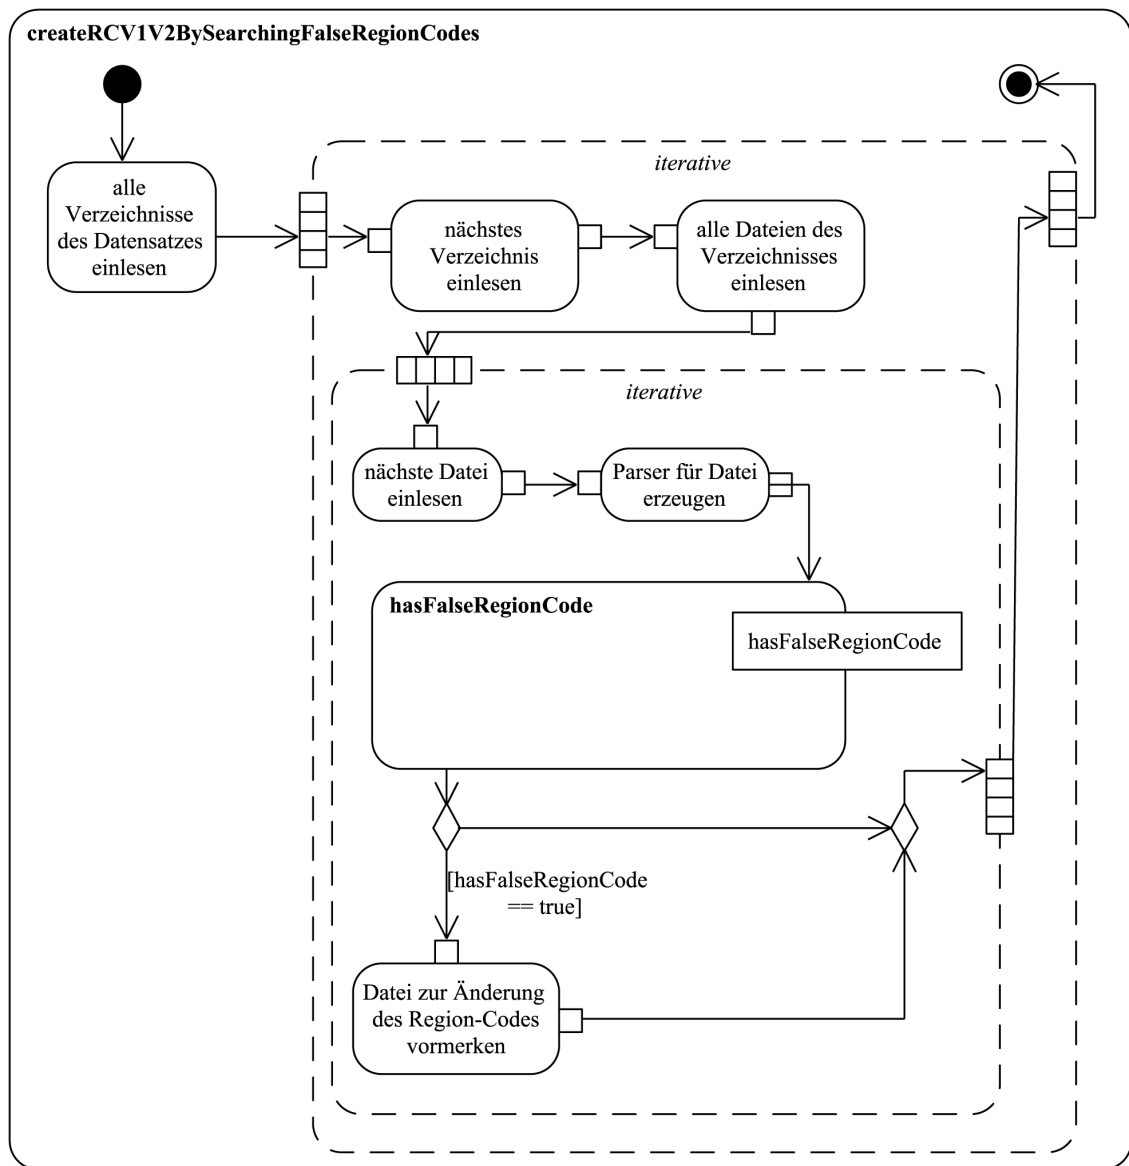 createRCV1V2BySearchingFalseRegionCodes
iterative
alle
Verzeichnisse
des Datensatzes
einlesen
nächstes
Verzeichnis
einlesen
alle Dateien des
Verzeichnisses
einlesen
iterative
nächste Datei
einlesen
Parser für Datei
erzeugen
hasFalseRegionCode
hasFalseRegionCode
[hasFalseRegionCode
== true]
Datei zur Änderung
des Region-Codes
vormerken